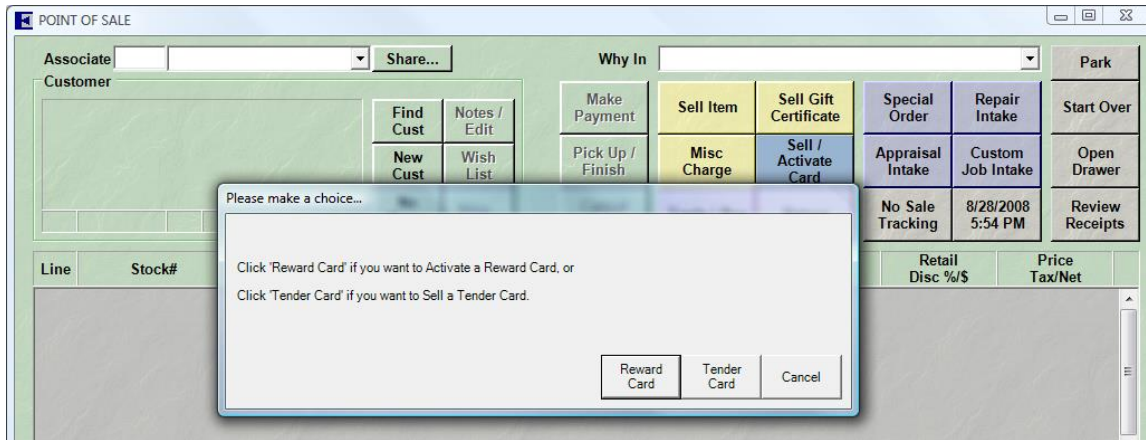 POINT OF SALE
Associate
Share...
Why In
Park
Customer
Find
Cust
Notes /
Edit
Make
Payment
Sell Item
Sell Gift
Certificate
Special
Order
Repair
Intake
Start Over
New
Cust
Wish
List
Pick Up /
Finish
Misc
Charge
Sell /
Activate
Card
Appraisal
Intake
Custom
Job Intake
Open
Drawer
No Sale
Tracking
8/28/2008
5:54 PM
Review
Receipts
Please make a choice...
Click 'Reward Card' if you want to Activate a Reward Card, or
Click 'Tender Card' if you want to Sell a Tender Card.
Reward
Card
Tender
Card
Cancel
Line
Stock#
Retail
Disc %/$
Price
Tax/Net